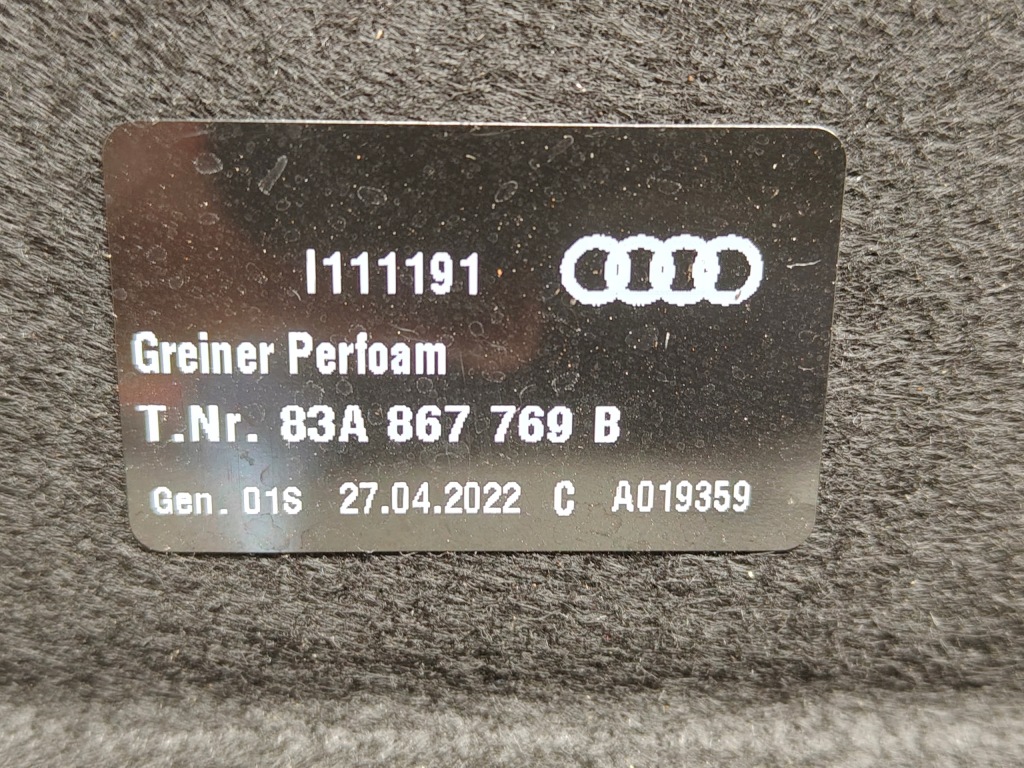 I111191
Greiner Perfoam
T.Nr. 83A 867 769 B
Gen. 01S 27.04.2022 C A019359